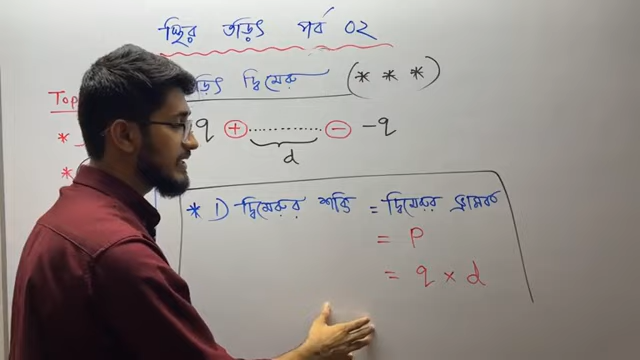 স্থির তড়িৎ পর্ব ০২
তড়িৎ দ্বিমেরু (* * *)
Top
*
*
q + - -q
d
* 1) দ্বিমেরুর শক্তি = দ্বিমেরুর ভ্রামক
= P
= q × d